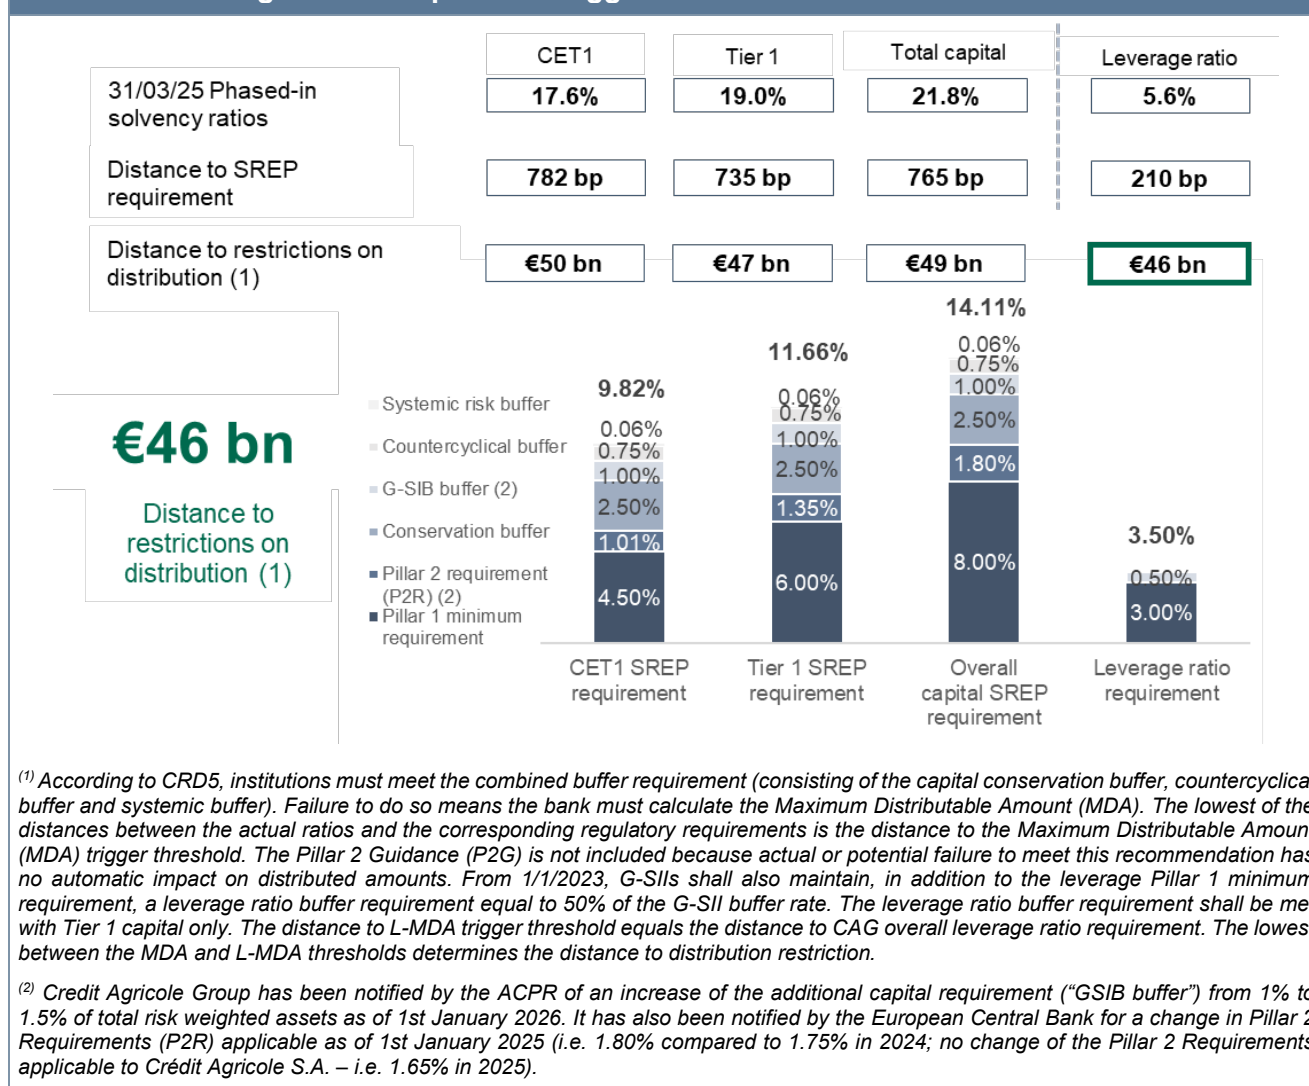 CET1
Tier 1
Total capital
Leverage ratio
31/03/25 Phased-in
solvency ratios
17.6%
19.0%
21.8%
5.6%
Distance to SREP
requirement
782 bp
735 bp
765 bp
210 bp
Distance to restrictions on
distribution (1)
€50 bn
€47 bn
€49 bn
€46 bn
€46 bn
Distance to
restrictions on
distribution (1)
Systemic risk buffer
Countercyclical buffer
G-SIB buffer (2)
Conservation buffer
Pillar 2 requirement
(P2R) (2)
Pillar 1 minimum
requirement
9.82%
0.06%
0.75%
1.00%
2.50%
1.01%
4.50%
CET1 SREP
requirement
11.66%
0.06%
0.75%
1.00%
2.50%
1.35%
6.00%
Tier 1 SREP
requirement
14.11%
0.06%
0.75%
1.00%
2.50%
1.80%
8.00%
Overall
capital SREP
requirement
3.50%
0.50%
3.00%
Leverage ratio
requirement
(1) According to CRD5, institutions must meet the combined buffer requirement (consisting of the capital conservation buffer, countercyclical
buffer and systemic buffer). Failure to do so means the bank must calculate the Maximum Distributable Amount (MDA). The lowest of the
distances between the actual ratios and the corresponding regulatory requirements is the distance to the Maximum Distributable Amount
(MDA) trigger threshold. The Pillar 2 Guidance (P2G) is not included because actual or potential failure to meet this recommendation has
no automatic impact on distributed amounts. From 1/1/2023, G-SIIs shall also maintain, in addition to the leverage Pillar 1 minimum
requirement, a leverage ratio buffer requirement equal to 50% of the G-SII buffer rate. The leverage ratio buffer requirement shall be met
with Tier 1 capital only. The distance to L-MDA trigger threshold equals the distance to CAG overall leverage ratio requirement. The lowest
between the MDA and L-MDA thresholds determines the distance to distribution restriction.
(2) Credit Agricole Group has been notified by the ACPR of an increase of the additional capital requirement (“GSIB buffer”) from 1% to
1.5% of total risk weighted assets as of 1st January 2026. It has also been notified by the European Central Bank for a change in Pillar 2
Requirements (P2R) applicable as of 1st January 2025 (i.e. 1.80% compared to 1.75% in 2024; no change of the Pillar 2 Requirements
applicable to Crédit Agricole S.A. – i.e. 1.65% in 2025).